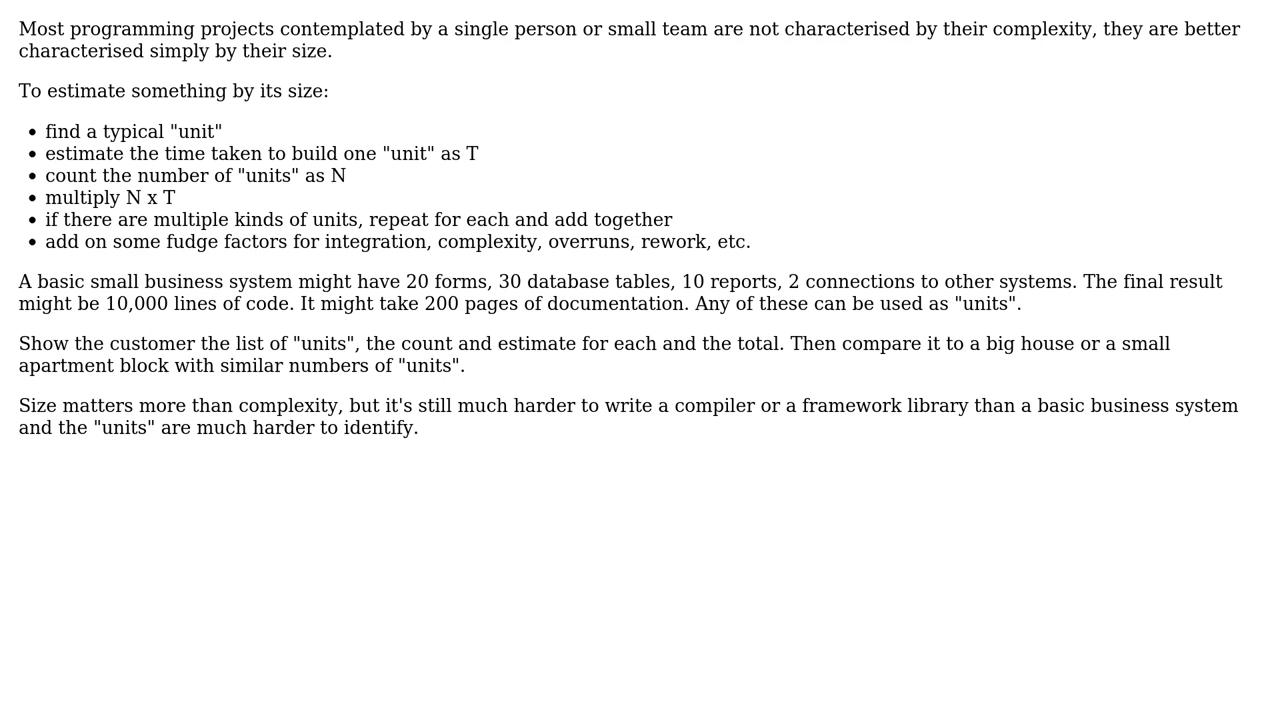 Most programming projects contemplated by a single person or small team are not characterised by their complexity, they are better
characterised simply by their size.
To estimate something by its size:
• find a typical "unit"
• estimate the time taken to build one "unit" as T
• count the number of "units" as N
• multiply N x T
• if there are multiple kinds of units, repeat for each and add together
• add on some fudge factors for integration, complexity, overruns, rework, etc.
A basic small business system might have 20 forms, 30 database tables, 10 reports, 2 connections to other systems. The final result
might be 10,000 lines of code. It might take 200 pages of documentation. Any of these can be used as "units".
Show the customer the list of "units", the count and estimate for each and the total. Then compare it to a big house or a small
apartment block with similar numbers of "units".
Size matters more than complexity, but it's still much harder to write a compiler or a framework library than a basic business system
and the "units" are much harder to identify.